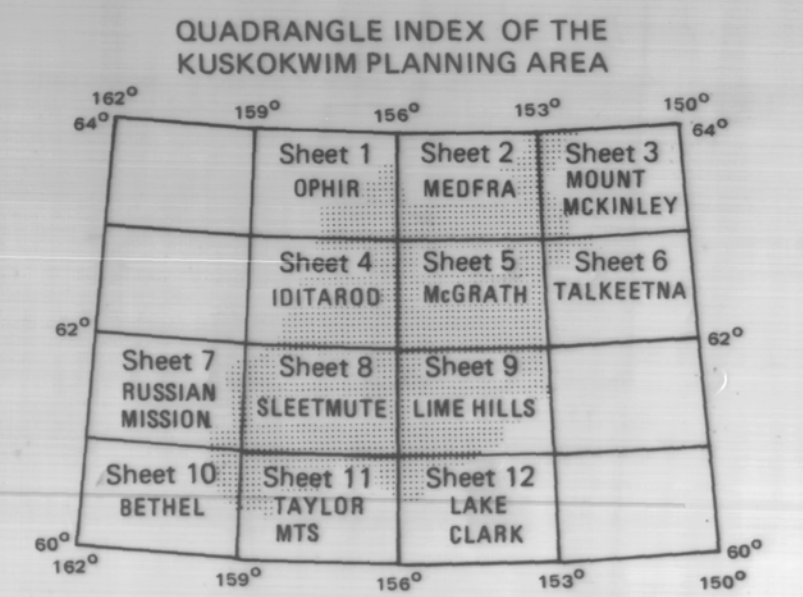 QUADRANGLE INDEX OF THE
KUSKOKWIM PLANNING AREA
162° 159° 156° 153° 150°
64° 64°
Sheet 1 Sheet 2 Sheet 3
OPHIR MEDFRA MOUNT
MCKINLEY
Sheet 4 Sheet 5 Sheet 6
IDITAROD McGRATH TALKEETNA
62° 62°
Sheet 7 Sheet 8 Sheet 9
RUSSIAN SLEETMUTE LIME HILLS
MISSION
Sheet 10 Sheet 11 Sheet 12
BETHEL TAYLOR LAKE
MTS CLARK
60° 60°
162° 159° 156° 153° 150°